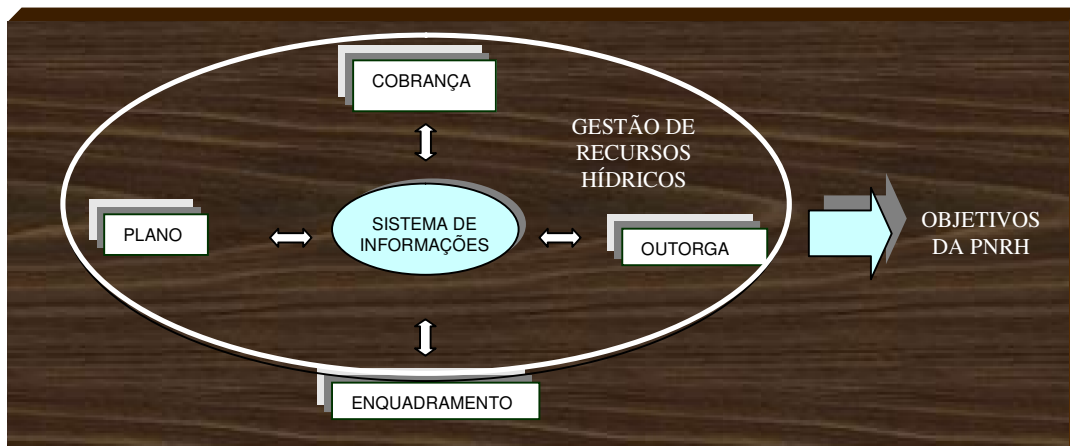 COBRANÇA
GESTÃO DE
RECURSOS
HÍDRICOS
PLANO
SISTEMA DE
INFORMAÇÕES
OUTORGA
OBJETIVOS
DA PNRH
ENQUADRAMENTO